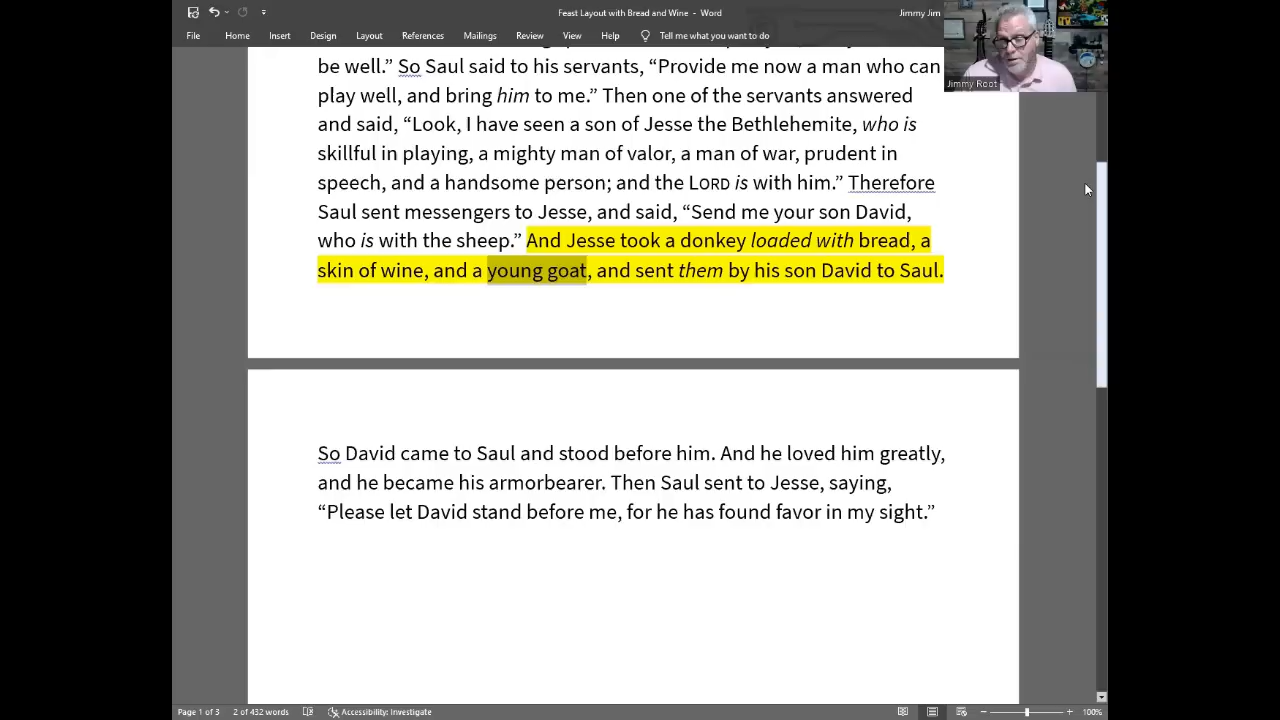 Feast Layout with Bread and Wine - Word
Jimmy Jim
File Home Insert Design Layout References Mailings Review View Help Tell me what you want to do
Jimmy Root
be well.” So Saul said to his servants, “Provide me now a man who can
play well, and bring him to me.” Then one of the servants answered
and said, “Look, I have seen a son of Jesse the Bethlehemite, who is
skillful in playing, a mighty man of valor, a man of war, prudent in
speech, and a handsome person; and the LORD is with him.” Therefore
Saul sent messengers to Jesse, and said, “Send me your son David,
who is with the sheep.” And Jesse took a donkey loaded with bread, a
skin of wine, and a young goat, and sent them by his son David to Saul.
So David came to Saul and stood before him. And he loved him greatly,
and he became his armorbearer. Then Saul sent to Jesse, saying,
“Please let David stand before me, for he has found favor in my sight.”
Page 1 of 3 2 of 432 words Accessibility: Investigate 100%